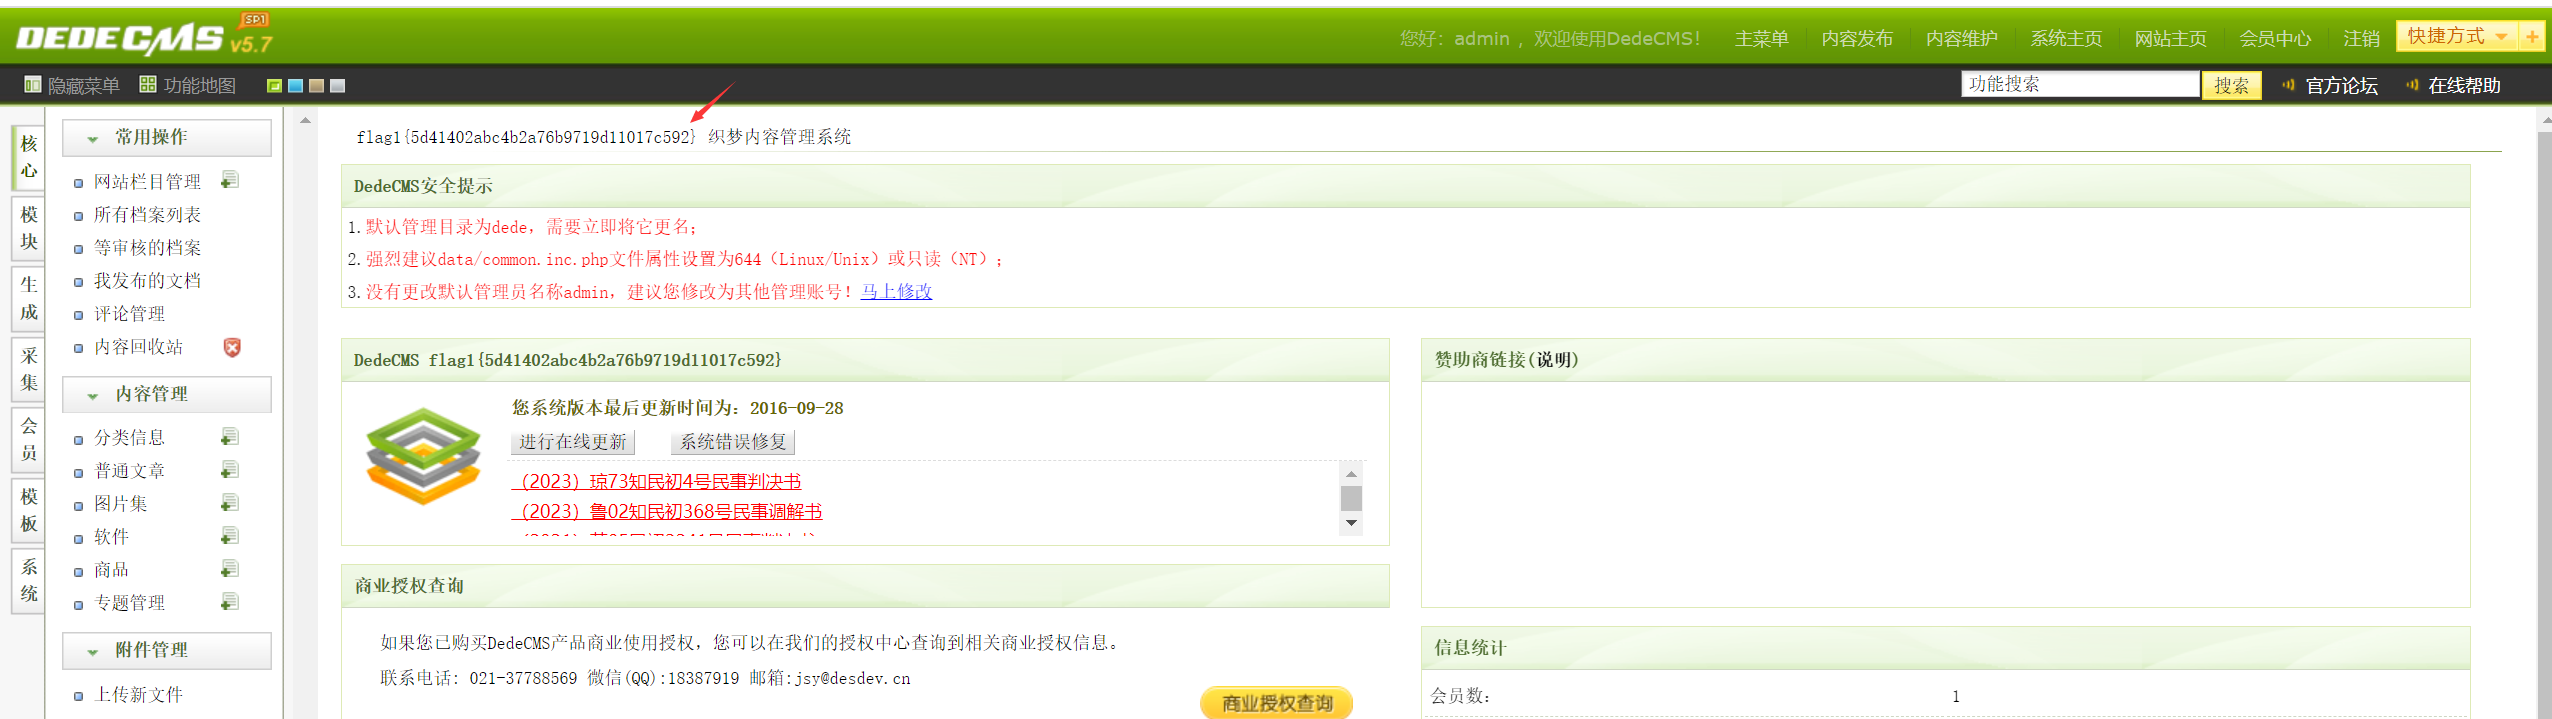 DEDECMS v5.7 SP1
您好：admin ，欢迎使用DedeCMS！ 主菜单 内容发布 内容维护 系统主页 网站主页 会员中心 注销 快捷方式 +
隐藏菜单 功能地图 功能搜索 搜索 官方论坛 在线帮助
核心
模块
生成
采集
会员
模板
系统
常用操作
网站栏目管理
所有档案列表
等审核的档案
我发布的文档
评论管理
内容回收站
内容管理
分类信息
普通文章
图片集
软件
商品
专题管理
附件管理
上传新文件
flag1{5d41402abc4b2a76b9719d11017c592} 织梦内容管理系统
DedeCMS安全提示
1.默认管理目录为dede，需要立即将它更名；
2.强烈建议data/common.inc.php文件属性设置为644（Linux/Unix）或只读（NT）；
3.没有更改默认管理员名称admin，建议您修改为其他管理账号！马上修改
DedeCMS flag1{5d41402abc4b2a76b9719d11017c592}
您系统版本最后更新时间为：2016-09-28
进行在线更新 系统错误修复
（2023）琼73知民初4号民事判决书
（2023）鲁02知民初368号民事调解书
商业授权查询
如果您已购买DedeCMS产品商业使用授权，您可以在我们的授权中心查询到相关商业授权信息。
联系电话: 021-37788569 微信(QQ):18387919 邮箱:jsy@desdev.cn
商业授权查询
赞助商链接(说明)
信息统计
会员数： 1